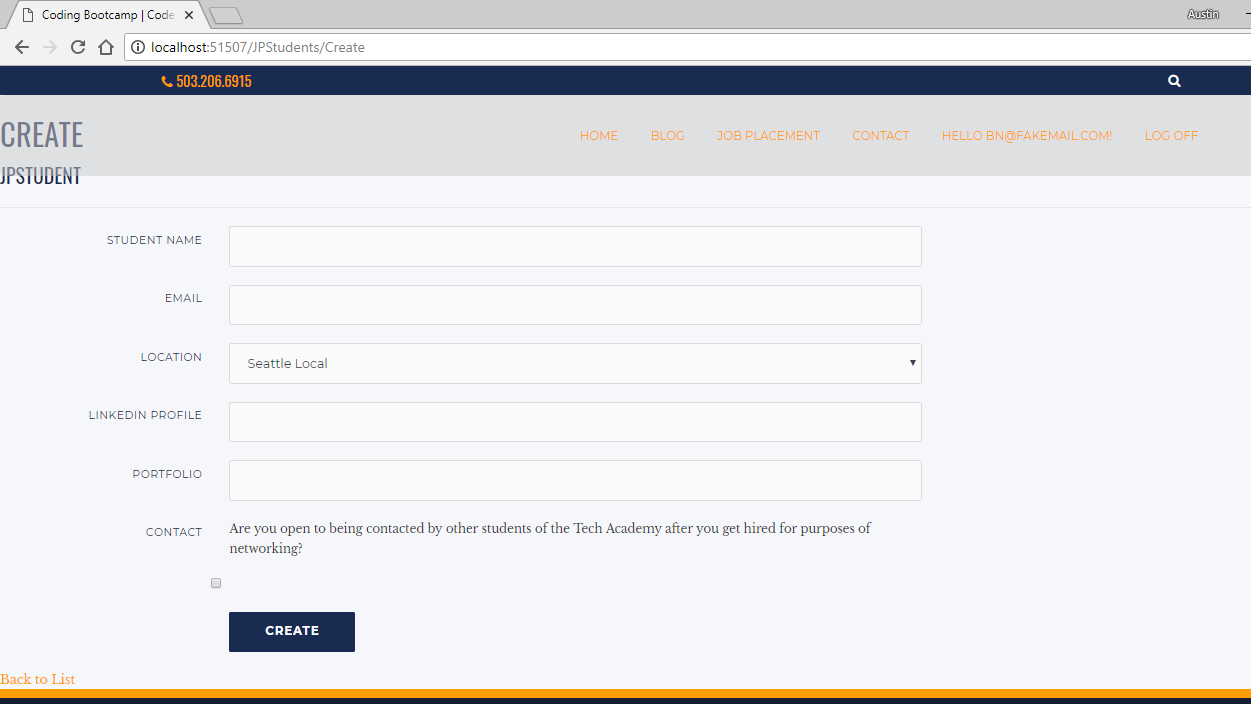 Coding Bootcamp | Code
Austin
localhost:51507/JPStudents/Create
503.206.6915
CREATE
HOME BLOG JOB PLACEMENT CONTACT HELLO BN@FAKEMAIL.COM! LOG OFF
JPSTUDENT
STUDENT NAME
EMAIL
LOCATION Seattle Local
LINKEDIN PROFILE
PORTFOLIO
CONTACT Are you open to being contacted by other students of the Tech Academy after you get hired for purposes of
networking?
CREATE
Back to List